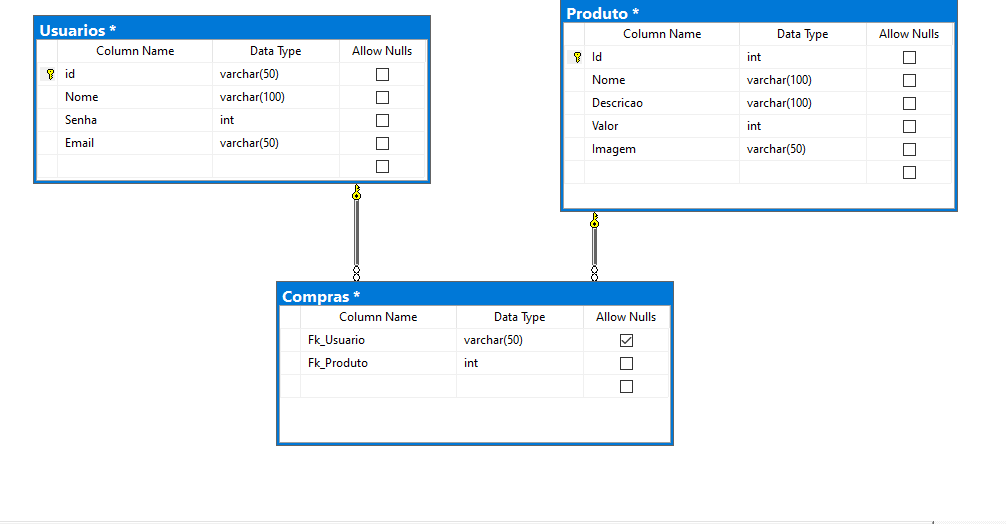 Usuarios *
Column Name Data Type Allow Nulls
id varchar(50)
Nome varchar(100)
Senha int
Email varchar(50)
Produto *
Column Name Data Type Allow Nulls
Id int
Nome varchar(100)
Descricao varchar(100)
Valor int
Imagem varchar(50)
Compras *
Column Name Data Type Allow Nulls
Fk_Usuario varchar(50)
Fk_Produto int